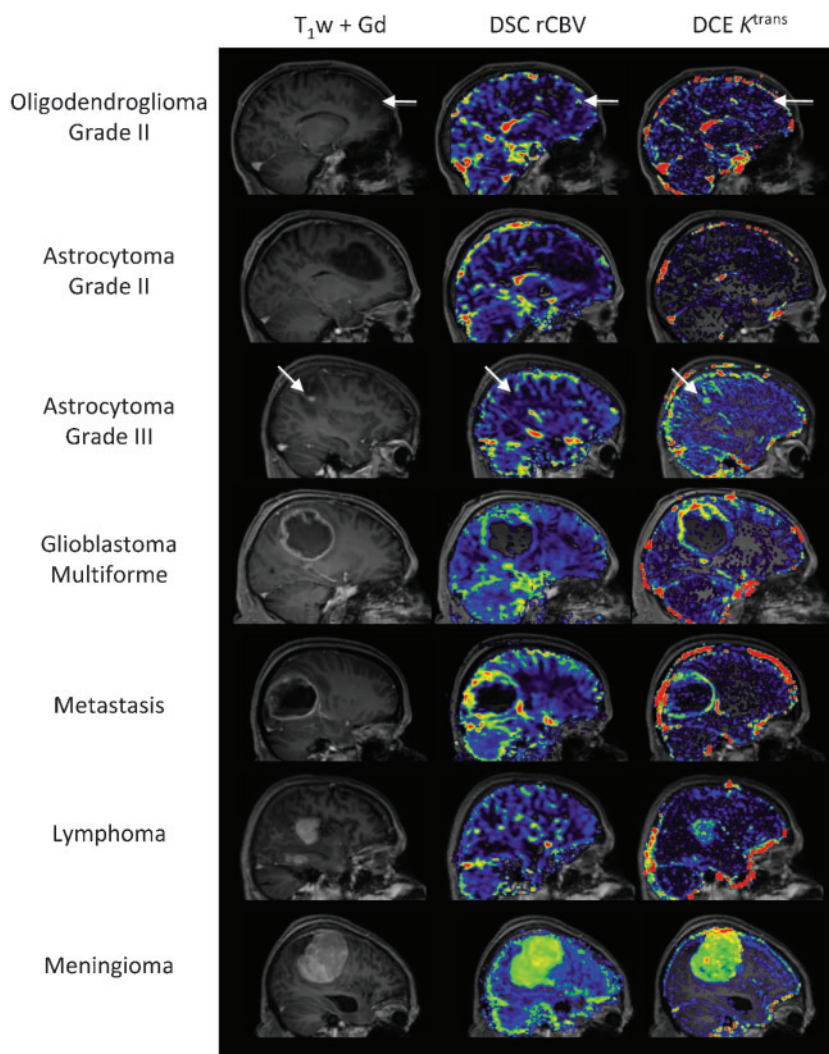 T₁w + Gd DSC rCBV DCE Kᵗʳᵃⁿˢ
Oligodendroglioma
Grade II
Astrocytoma
Grade II
Astrocytoma
Grade III
Glioblastoma
Multiforme
Metastasis
Lymphoma
Meningioma